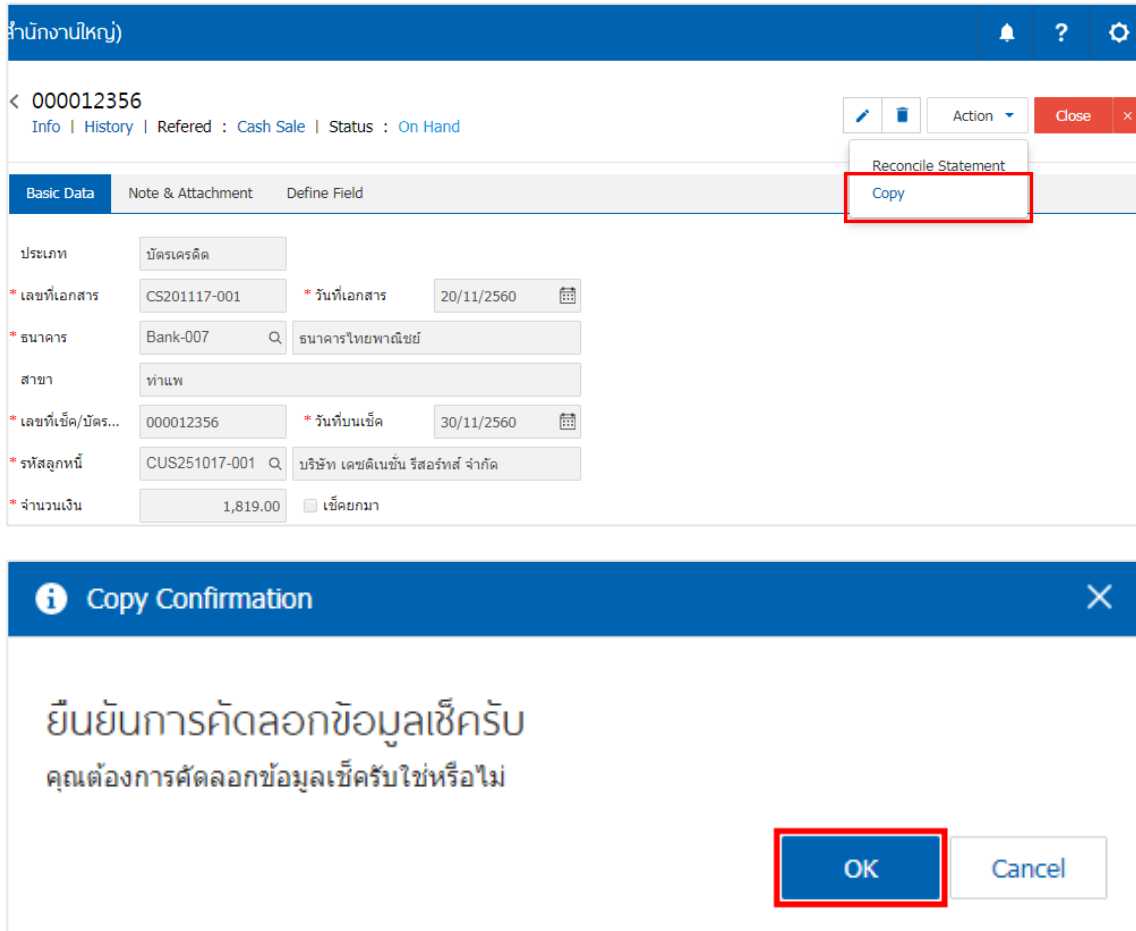 สำนักงานใหญ่) ?
< 000012356
Info | History | Refered : Cash Sale | Status : On Hand
Action Close ×
Reconcile Statement
Copy
Basic Data Note & Attachment Define Field
ประเภท บัตรเครดิต
* เลขที่เอกสาร CS201117-001 * วันที่เอกสาร 20/11/2560
* ธนาคาร Bank-007 ธนาคารไทยพาณิชย์
สาขา ท่าแพ
* เลขที่เช็ค/บัตร... 000012356 * วันที่บนเช็ค 30/11/2560
* รหัสลูกหนี้ CUS251017-001 บริษัท เดซติเนชั่น รีสอร์ทส์ จำกัด
* จำนวนเงิน 1,819.00 เช็คยกมา
Copy Confirmation
ยืนยันการคัดลอกข้อมูลเช็ครับ
คุณต้องการคัดลอกข้อมูลเช็ครับใช่หรือไม่
OK Cancel